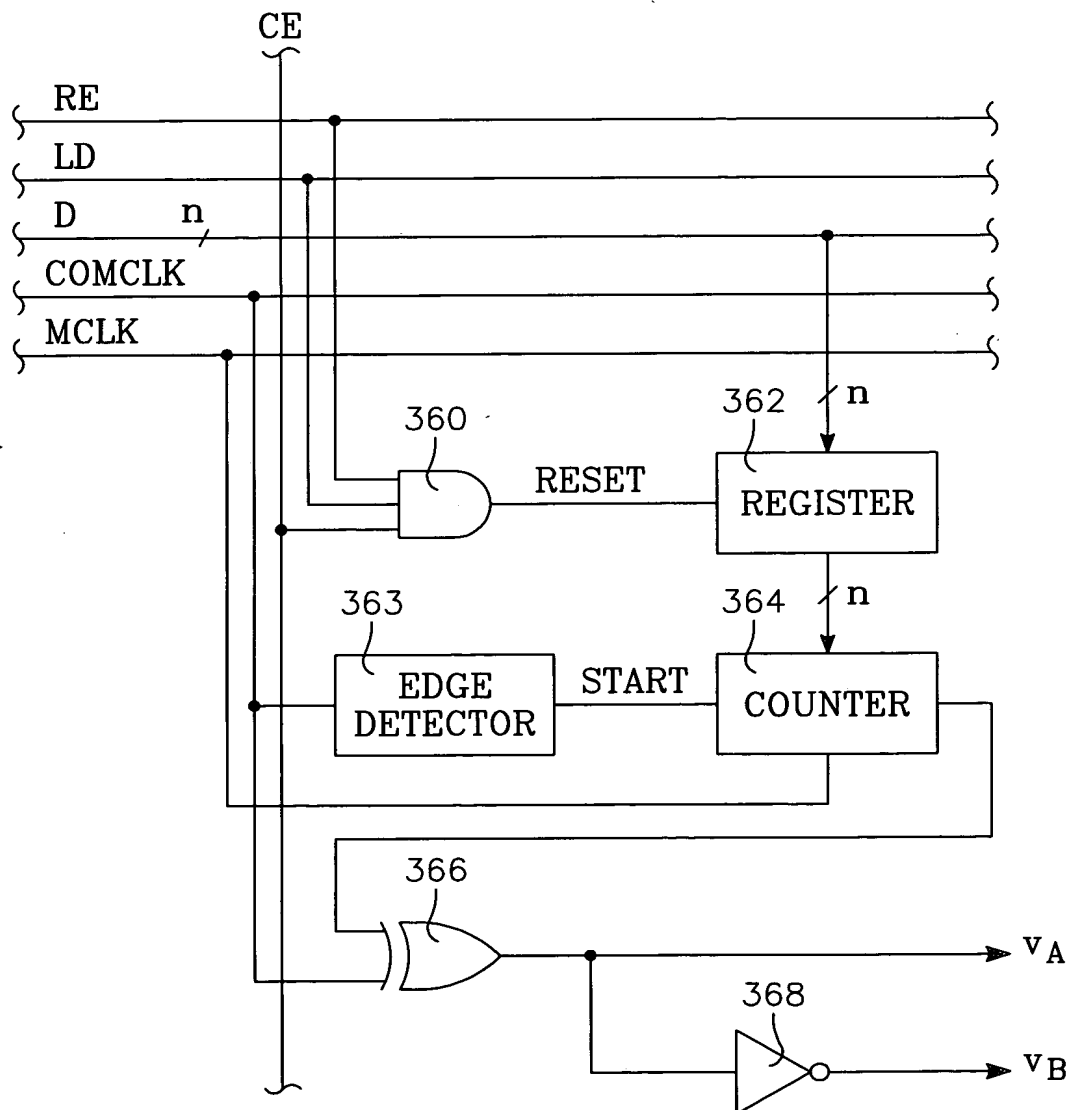 CE
RE
LD
D n
COMCLK
MCLK
n
362
360
RESET
REGISTER
n
363
364
EDGE
DETECTOR
START
COUNTER
366
vA
368
vB